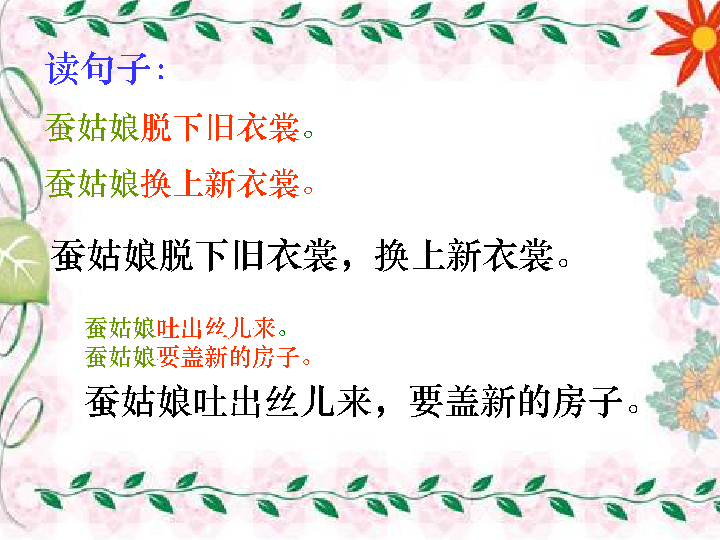 读句子：
蚕姑娘脱下旧衣裳。
蚕姑娘换上新衣裳。
蚕姑娘脱下旧衣裳，换上新衣裳。
蚕姑娘吐出丝儿来。
蚕姑娘要盖新的房子。
蚕姑娘吐出丝儿来，要盖新的房子。